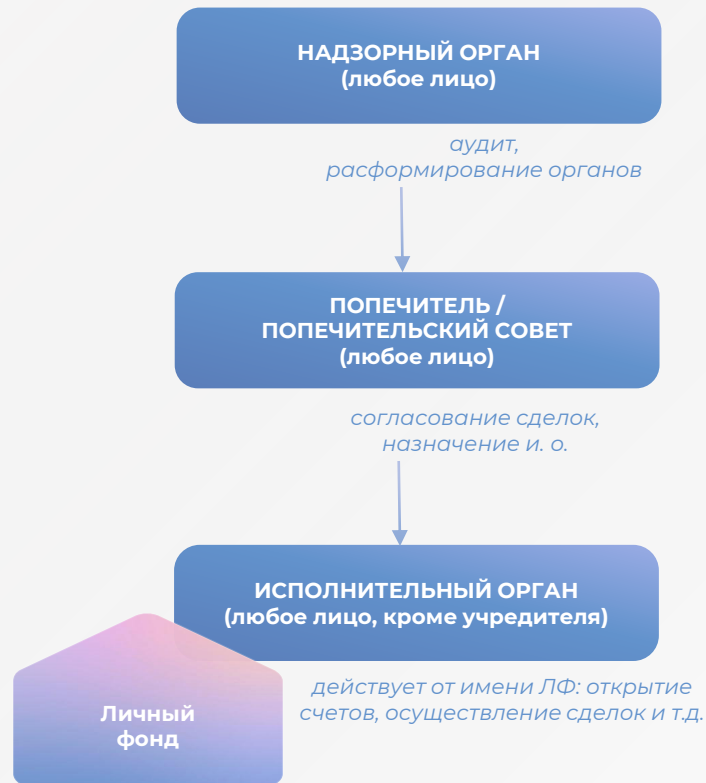 НАДЗОРНЫЙ ОРГАН
(любое лицо)
аудит,
расформирование органов
ПОПЕЧИТЕЛЬ /
ПОПЕЧИТЕЛЬСКИЙ СОВЕТ
(любое лицо)
согласование сделок,
назначение и. о.
ИСПОЛНИТЕЛЬНЫЙ ОРГАН
(любое лицо, кроме учредителя)
действует от имени ЛФ: открытие
счетов, осуществление сделок и т.д.
Личный
фонд